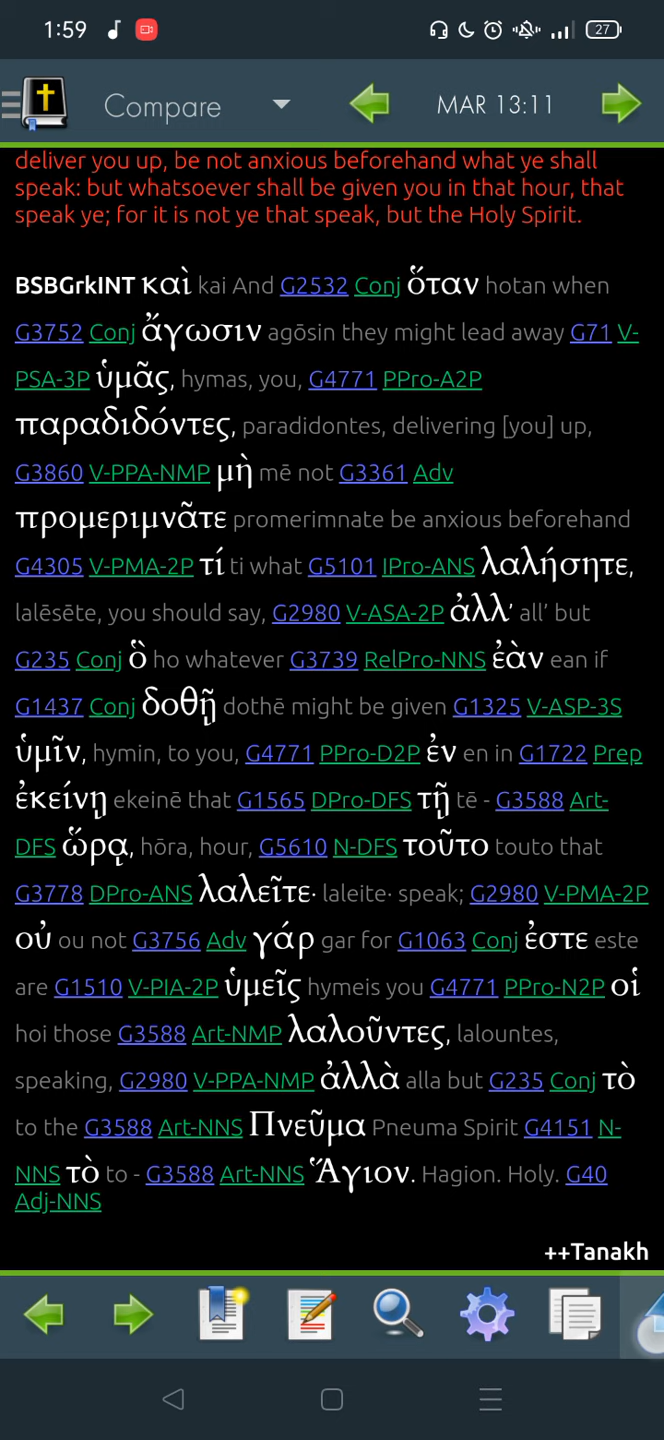 1:59 27
Compare MAR 13:11
deliver you up, be not anxious beforehand what ye shall
speak: but whatsoever shall be given you in that hour, that
speak ye; for it is not ye that speak, but the Holy Spirit.
BSBGrkINT καὶ kai And G2532 Conj ὅταν hotan when
G3752 Conj ἄγωσιν agōsin they might lead away G71 V-
PSA-3P ὑμᾶς, hymas, you, G4771 PPro-A2P
παραδιδόντες, paradidontes, delivering [you] up,
G3860 V-PPA-NMP μὴ mē not G3361 Adv
προμεριμνᾶτε promerimnate be anxious beforehand
G4305 V-PMA-2P τί ti what G5101 IPro-ANS λαλήσητε,
lalēsēte, you should say, G2980 V-ASA-2P ἀλλ’ all’ but
G235 Conj ὃ ho whatever G3739 RelPro-NNS ἐὰν ean if
G1437 Conj δοθῇ dothē might be given G1325 V-ASP-3S
ὑμῖν, hymin, to you, G4771 PPro-D2P ἐν en in G1722 Prep
ἐκείνῃ ekeinē that G1565 DPro-DFS τῇ tē - G3588 Art-
DFS ὥρᾳ, hōra, hour, G5610 N-DFS τοῦτο touto that
G3778 DPro-ANS λαλεῖτε· laleite· speak; G2980 V-PMA-2P
οὐ ou not G3756 Adv γάρ gar for G1063 Conj ἐστε este
are G1510 V-PIA-2P ὑμεῖς hymeis you G4771 PPro-N2P οἱ
hoi those G3588 Art-NMP λαλοῦντες, lalountes,
speaking, G2980 V-PPA-NMP ἀλλὰ alla but G235 Conj τὸ
to the G3588 Art-NNS Πνεῦμα Pneuma Spirit G4151 N-
NNS τὸ to - G3588 Art-NNS Ἅγιον. Hagion. Holy. G40
Adj-NNS
++Tanakh